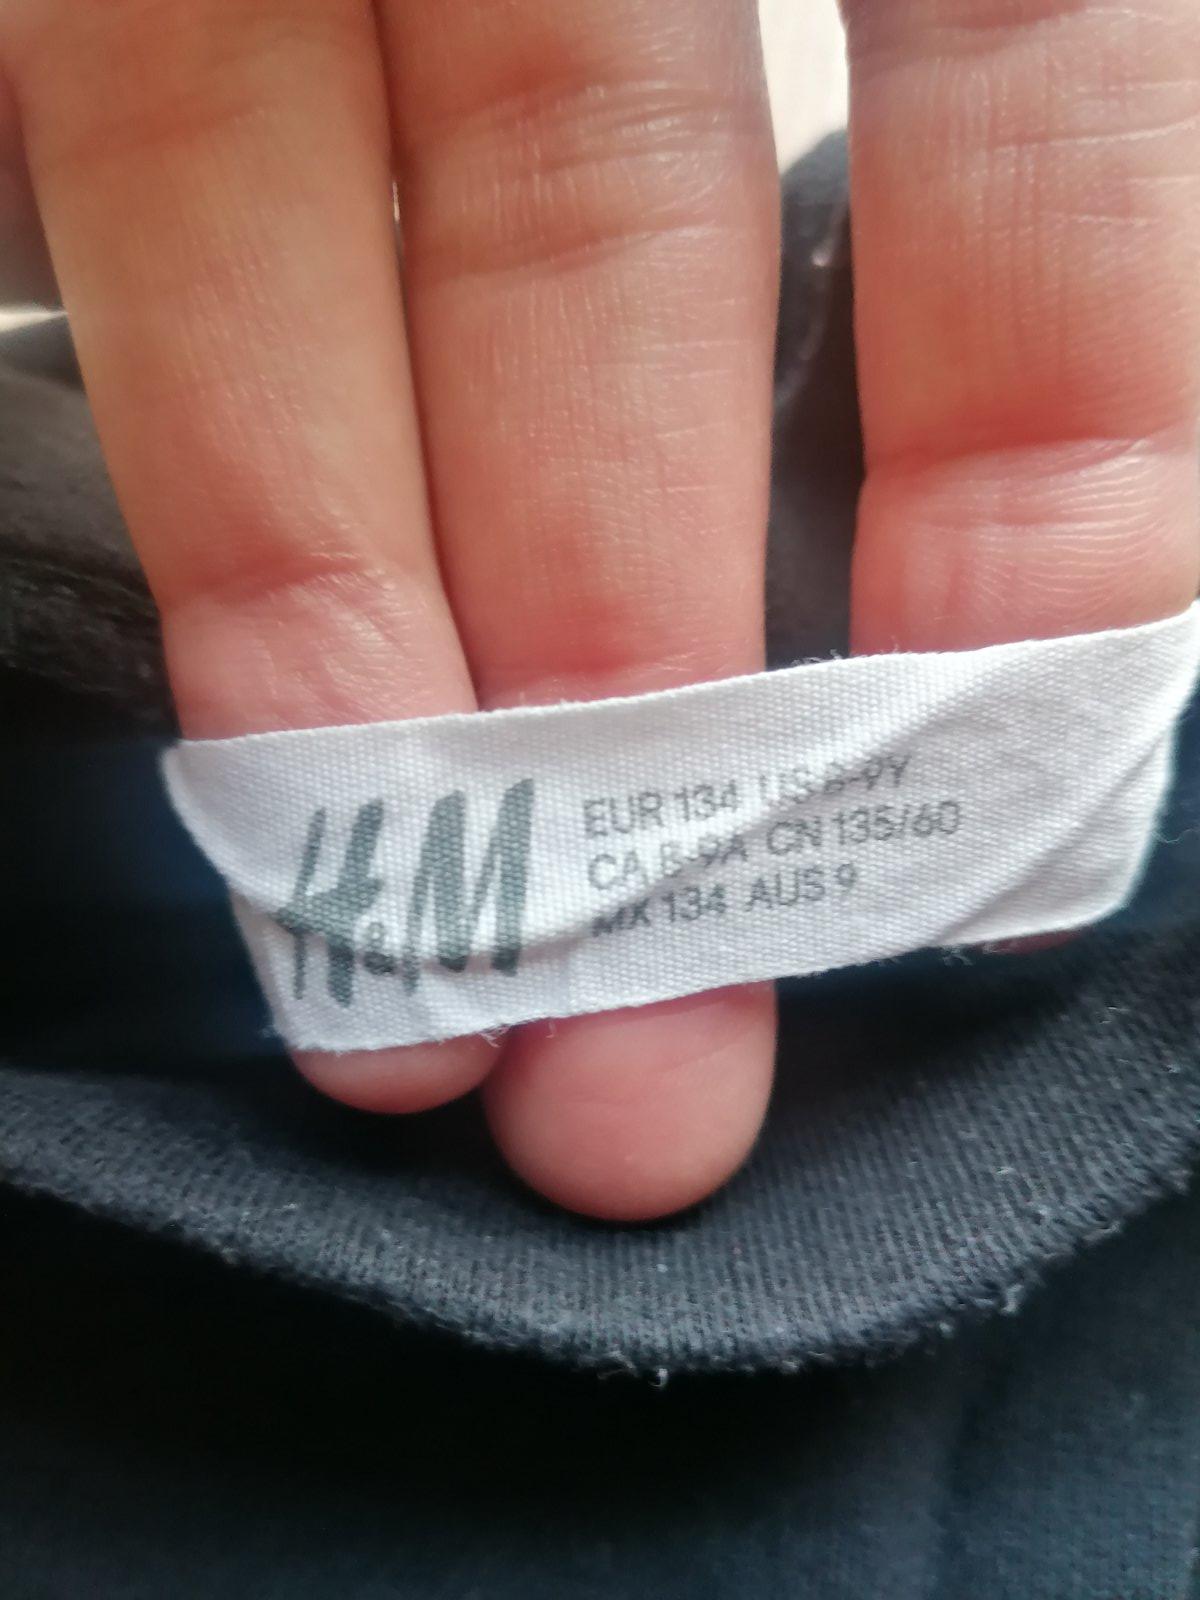 H&M
EUR 134 US 8-9Y
CA 8-9A CN 135/60
MX 134 AUS 9